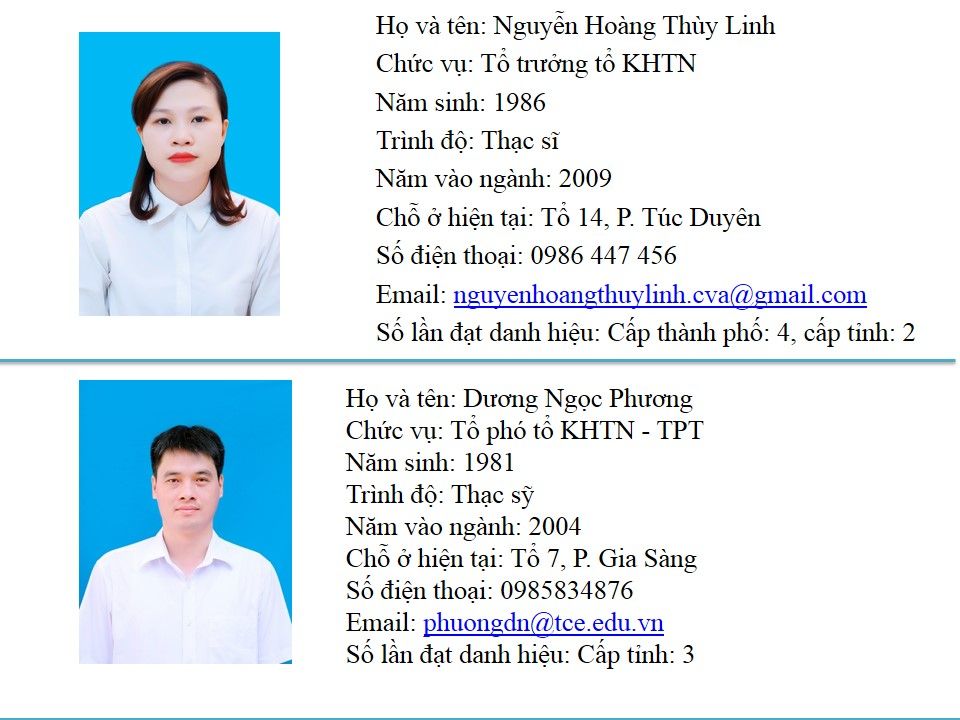 Họ và tên: Nguyễn Hoàng Thùy Linh
Chức vụ: Tổ trưởng tổ KHTN
Năm sinh: 1986
Trình độ: Thạc sĩ
Năm vào ngành: 2009
Chỗ ở hiện tại: Tổ 14, P. Túc Duyên
Số điện thoại: 0986 447 456
Email: nguyenhoangthuylinh.cva@gmail.com
Số lần đạt danh hiệu: Cấp thành phố: 4, cấp tỉnh: 2
Họ và tên: Dương Ngọc Phương
Chức vụ: Tổ phó tổ KHTN - TPT
Năm sinh: 1981
Trình độ: Thạc sỹ
Năm vào ngành: 2004
Chỗ ở hiện tại: Tổ 7, P. Gia Sàng
Số điện thoại: 0985834876
Email: phuongdn@tce.edu.vn
Số lần đạt danh hiệu: Cấp tỉnh: 3